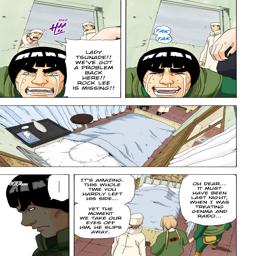 LADY
TSUNADE!!
WE'VE GOT
A PROBLEM
BACK
HERE!!
ROCK LEE
IS MISSING!!
TAK
TAK
IT'S AMAZING.
THIS WHOLE
TIME YOU
HARDLY LEFT
HIS SIDE...
YET THE
MOMENT
WE TAKE
OUR EYES
OFF HIM, HE
SLIPS AWAY.
OH DEAR...
IT MUST
HAVE BEEN
LAST NIGHT,
WHEN I WAS
TREATING
GENMA AND
RAIDO...